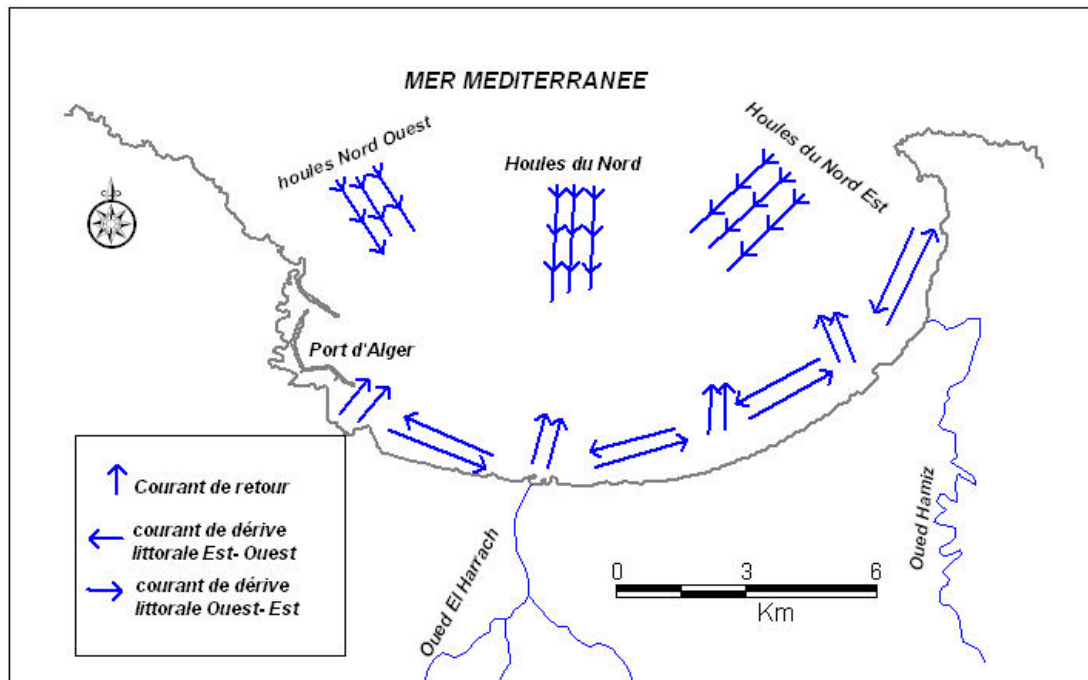 MER MEDITERRANEE
houles Nord Ouest
Houles du Nord
Houles du Nord Est
Port d'Alger
Courant de retour
courant de dérive
littorale Est- Ouest
courant de dérive
littorale Ouest- Est
Oued El Harrach
Oued Hamiz
0 3 6
Km